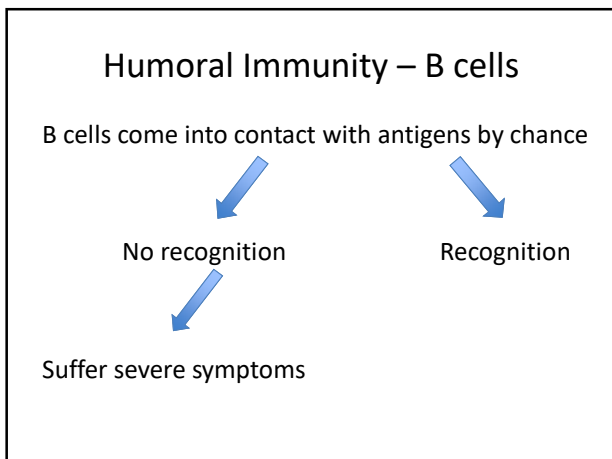 Humoral Immunity – B cells
B cells come into contact with antigens by chance
No recognition
Recognition
Suffer severe symptoms